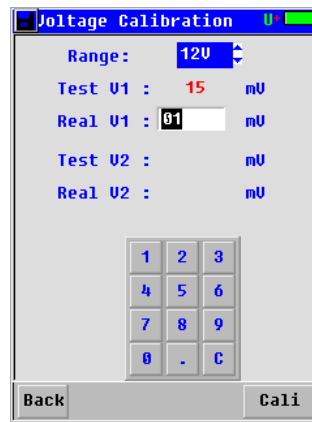 Voltage Calibration U+
Range: 12V
Test V1 : 15 mV
Real V1 : 01 mV
Test V2 : mV
Real V2 : mV
1 2 3
4 5 6
7 8 9
0 . C
Back Cali